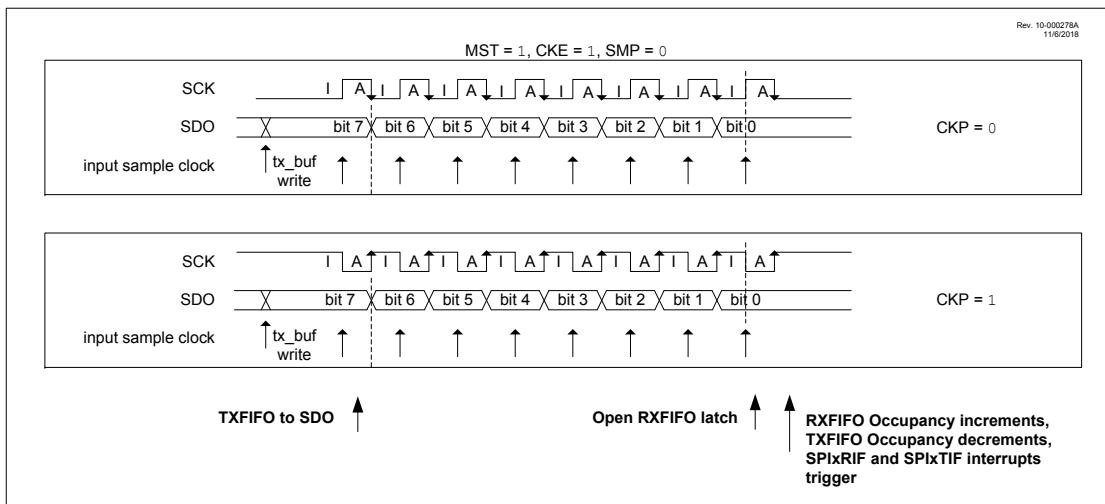 Rev. 10-000278A
11/6/2018
MST = 1, CKE = 1, SMP = 0
SCK I A I A I A I A I A I A I A I A
SDO bit 7 bit 6 bit 5 bit 4 bit 3 bit 2 bit 1 bit 0 CKP = 0
input sample clock tx_buf
write
SCK I A I A I A I A I A I A I A I A
SDO bit 7 bit 6 bit 5 bit 4 bit 3 bit 2 bit 1 bit 0 CKP = 1
input sample clock tx_buf
write
TXFIFO to SDO
Open RXFIFO latch
RXFIFO Occupancy increments,
TXFIFO Occupancy decrements,
SPIxRIF and SPIxTIF interrupts
trigger